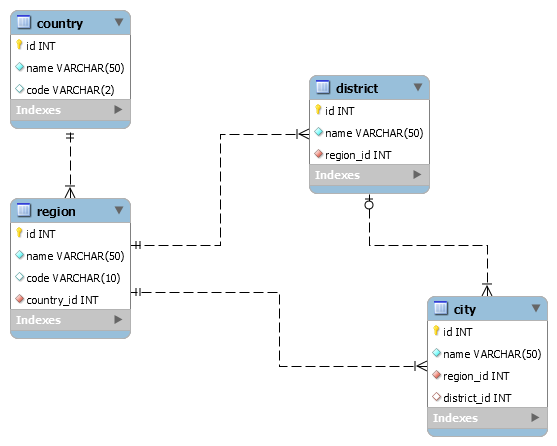 country
id INT
name VARCHAR(50)
code VARCHAR(2)
Indexes
region
id INT
name VARCHAR(50)
code VARCHAR(10)
country_id INT
Indexes
district
id INT
name VARCHAR(50)
region_id INT
Indexes
city
id INT
name VARCHAR(50)
region_id INT
district_id INT
Indexes